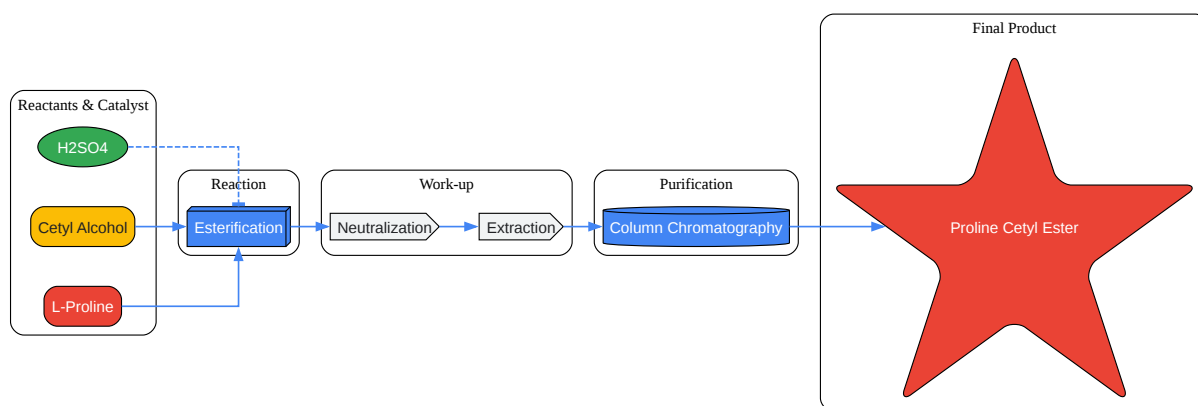 Final Product
Reactants & Catalyst
H2SO4
Reaction
Work-up
Purification
Cetyl Alcohol
Esterification
Neutralization
Extraction
Column Chromatography
Proline Cetyl Ester
L-Proline